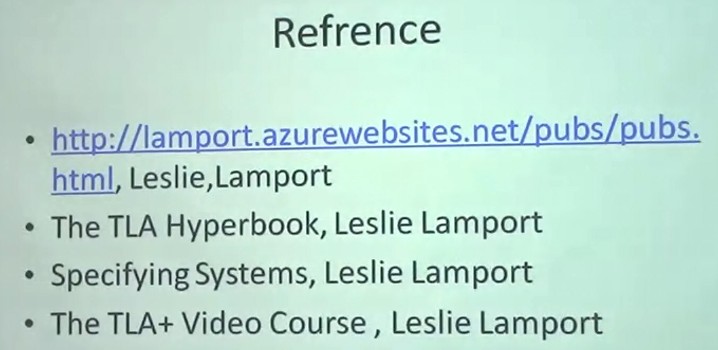 Refrence
• http://lamport.azurewebsites.net/pubs/pubs.
html, Leslie,Lamport
• The TLA Hyperbook, Leslie Lamport
• Specifying Systems, Leslie Lamport
• The TLA+ Video Course , Leslie Lamport